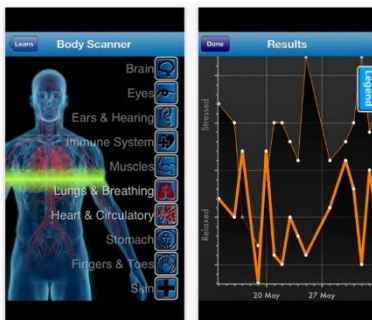 Learn
Body Scanner
Brain
Eyes
Ears & Hearing
Immune System
Muscles
Lungs & Breathing
Heart & Circulatory
Stomach
Fingers & Toes
Skin
Done
Results
Legend
Stressed
Relaxed
20 May
27 May